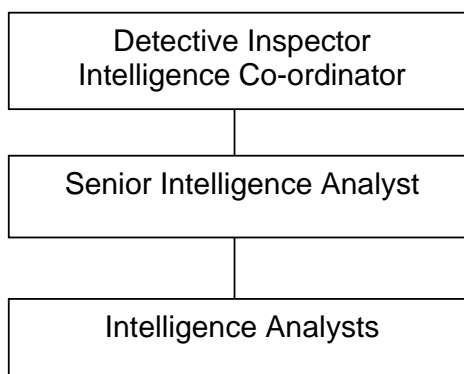 Detective Inspector
Intelligence Co-ordinator
Senior Intelligence Analyst
Intelligence Analysts